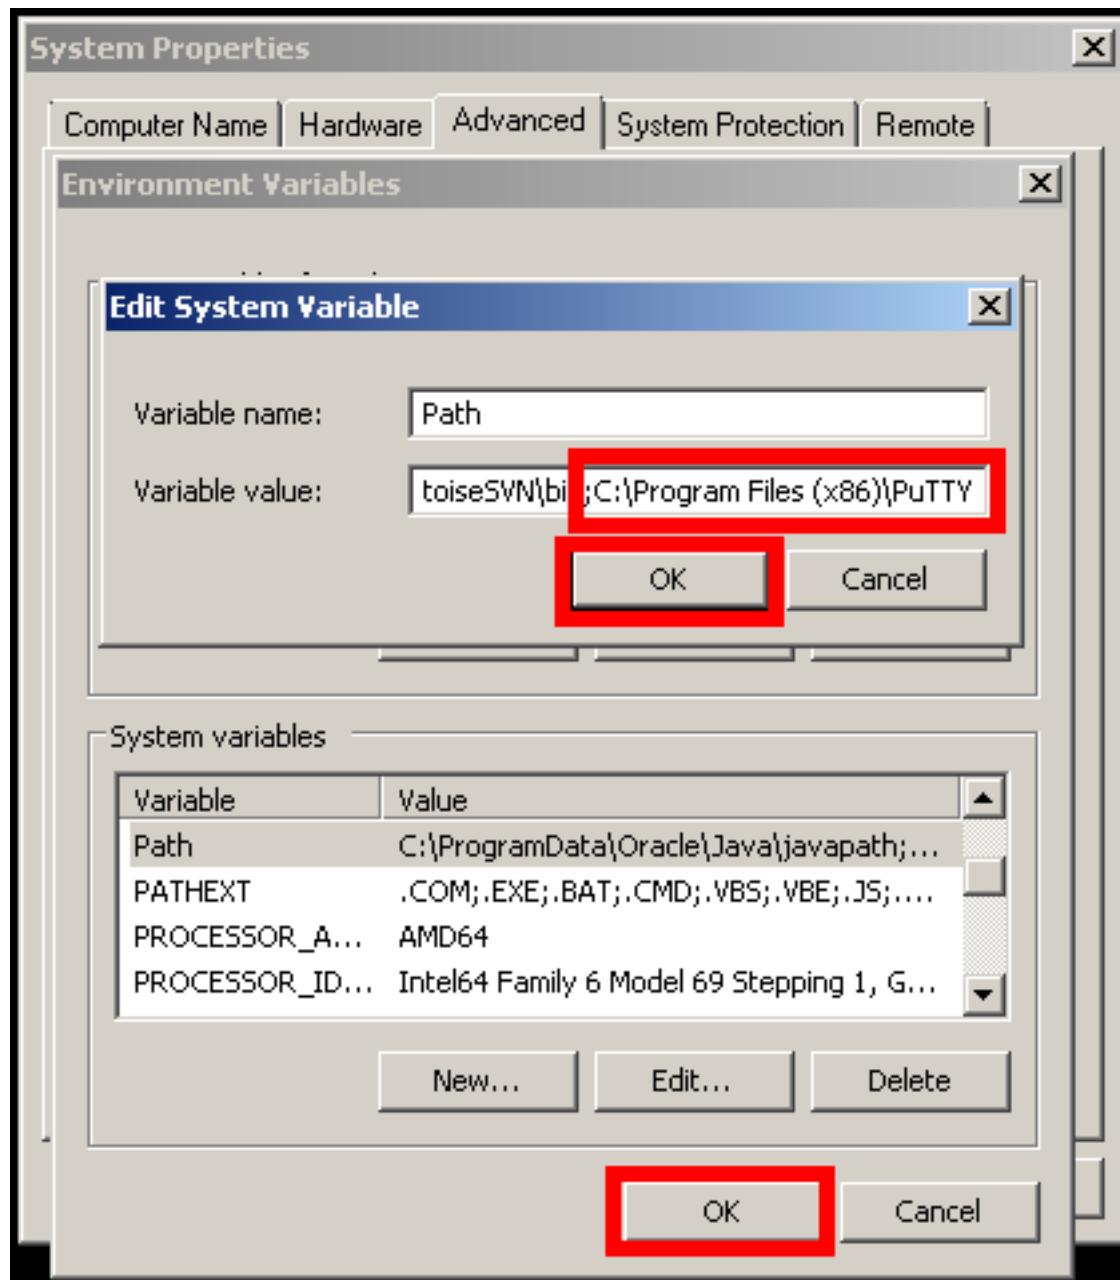 System Properties
Computer Name Hardware Advanced System Protection Remote
Environment Variables
Edit System Variable
Variable name: Path
Variable value: toiseSVN\bi ;C:\Program Files (x86)\PuTTY
OK Cancel
System variables
Variable Value
Path C:\ProgramData\Oracle\Java\javapath;...
PATHEXT .COM;.EXE;.BAT;.CMD;.VBS;.VBE;.JS;....
PROCESSOR_A... AMD64
PROCESSOR_ID... Intel64 Family 6 Model 69 Stepping 1, G...
New... Edit... Delete
OK Cancel